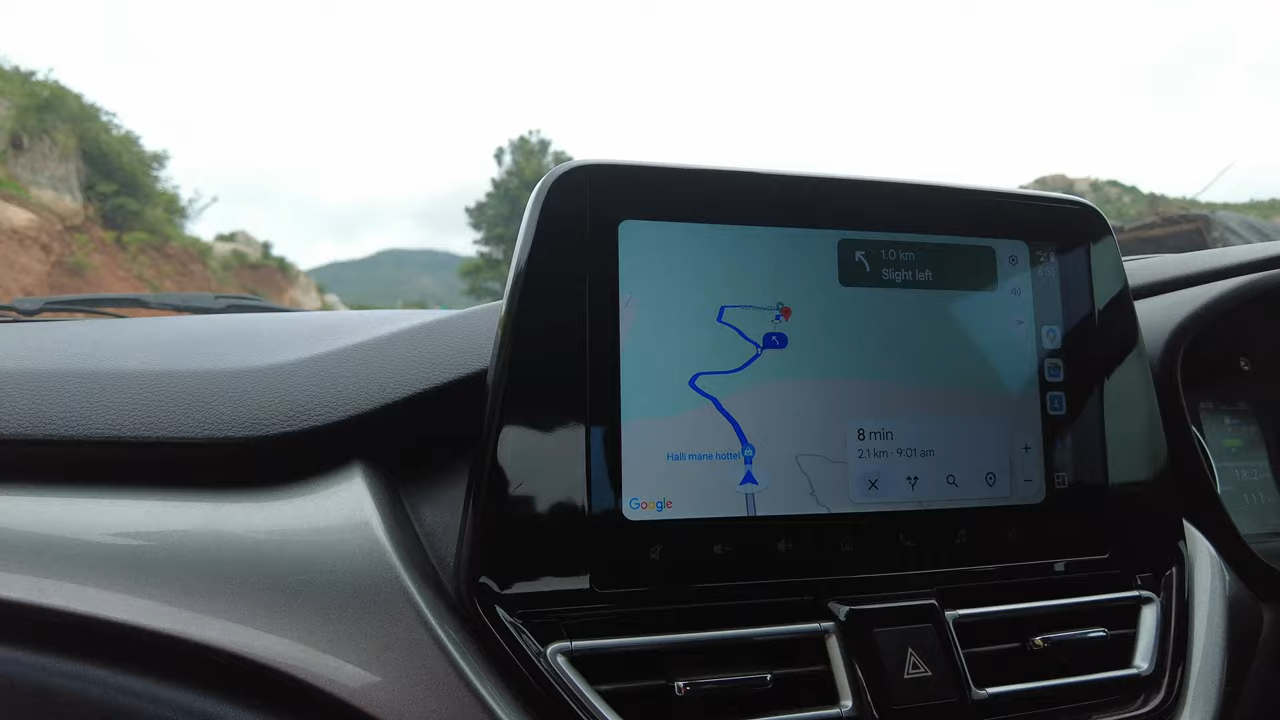 1.0 km
Slight left
8 min
2.1 km · 9:01 am
Halli mane hottel
Google